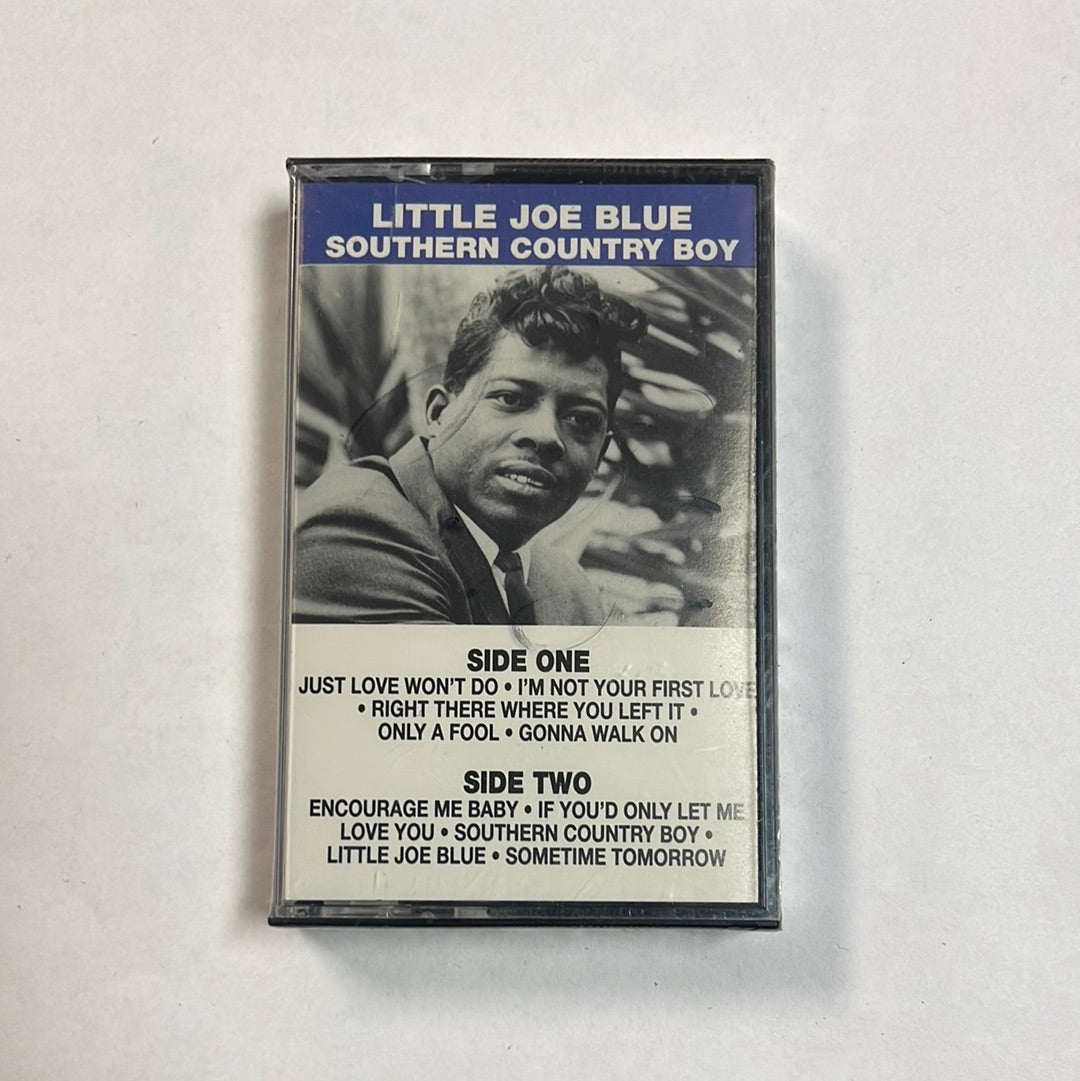 LITTLE JOE BLUE
SOUTHERN COUNTRY BOY
SIDE ONE
JUST LOVE WON'T DO • I'M NOT YOUR FIRST LOVE
• RIGHT THERE WHERE YOU LEFT IT •
ONLY A FOOL • GONNA WALK ON
SIDE TWO
ENCOURAGE ME BABY • IF YOU'D ONLY LET ME
LOVE YOU • SOUTHERN COUNTRY BOY •
LITTLE JOE BLUE • SOMETIME TOMORROW